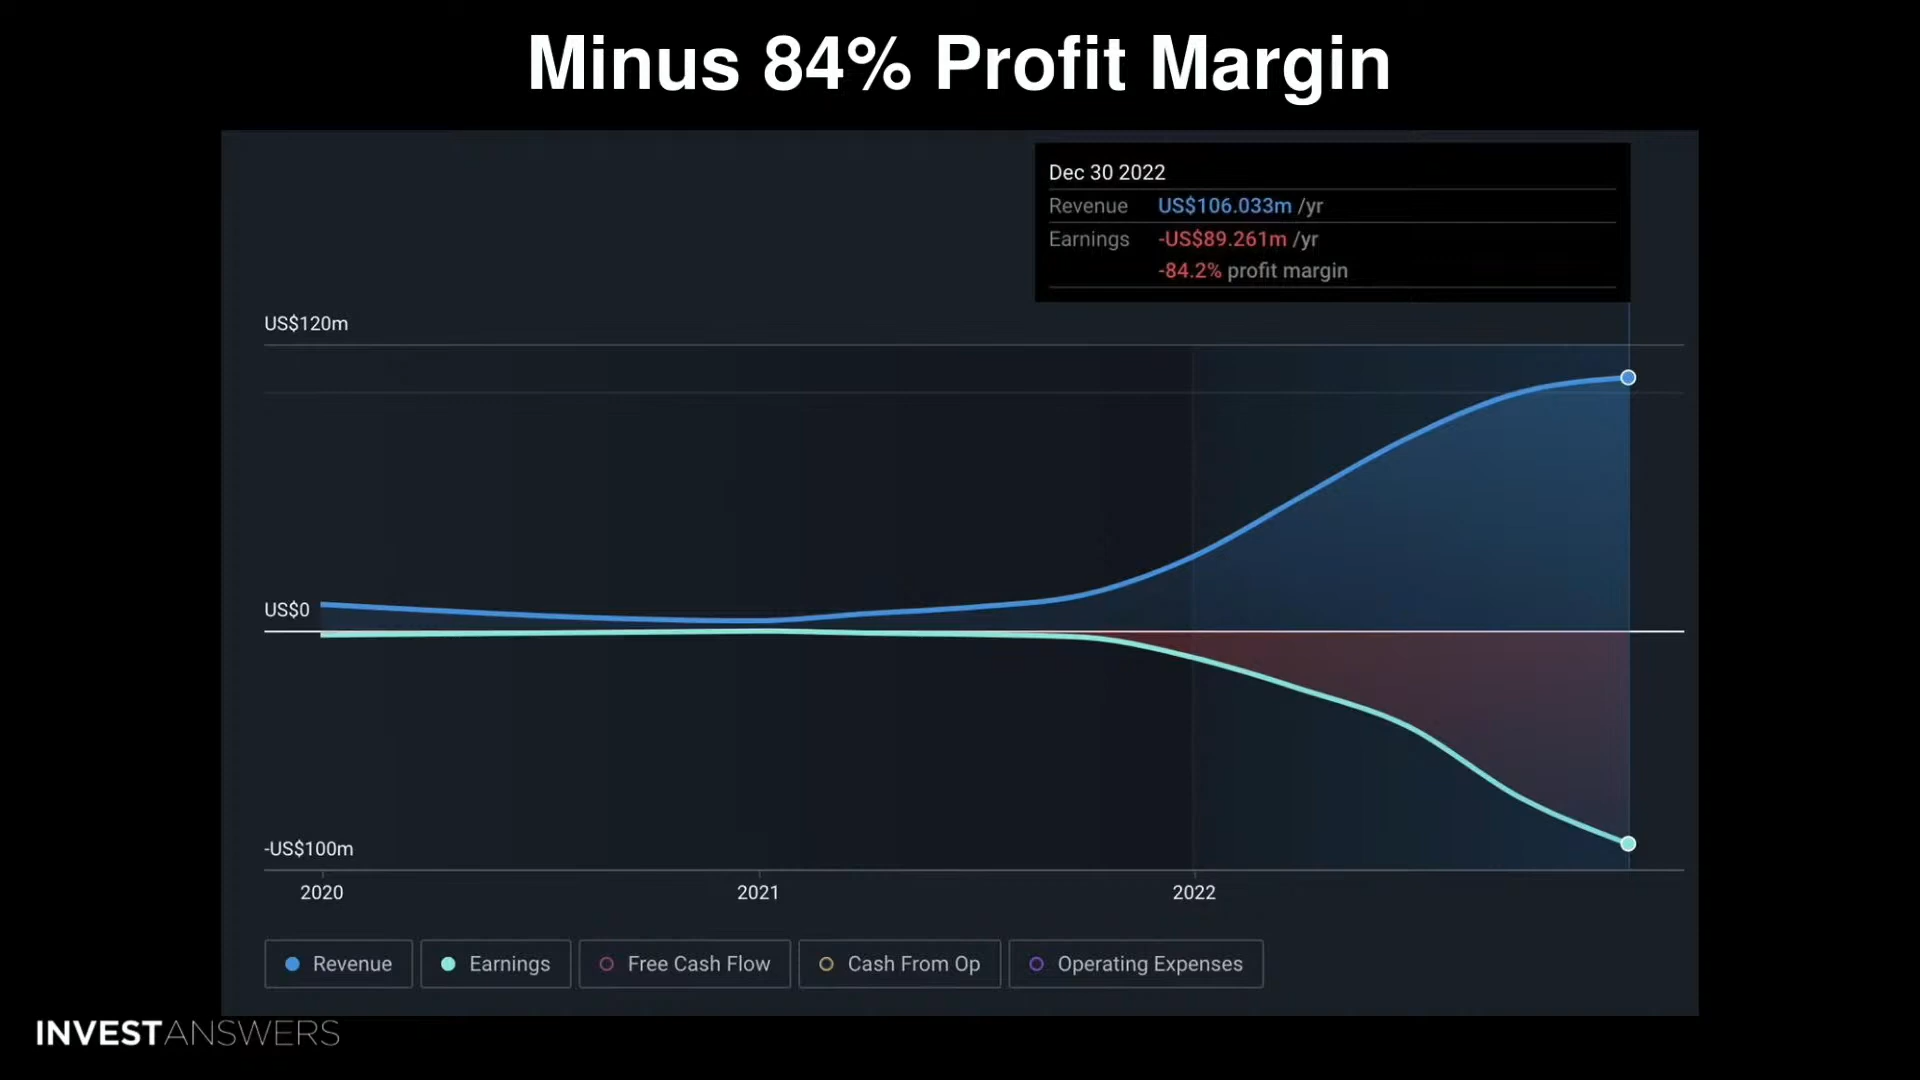 Minus 84% Profit Margin
Dec 30 2022
Revenue US$106.033m /yr
Earnings -US$89.261m /yr
-84.2% profit margin
US$120m
US$0
-US$100m
2020 2021 2022
Revenue Earnings Free Cash Flow Cash From Op Operating Expenses
INVESTANSWERS